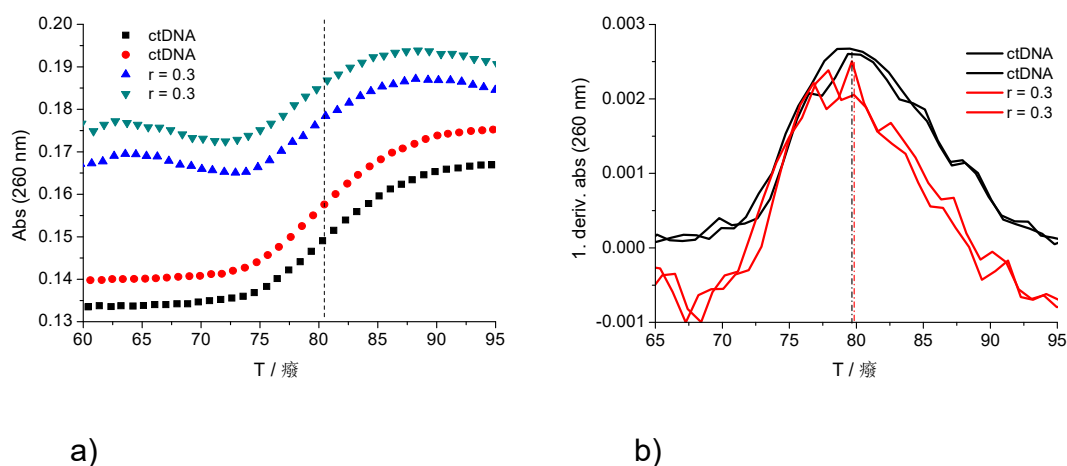 0.20
0.19
0.18
0.17
0.16
0.15
0.14
0.13
Abs (260 nm)
ctDNA
ctDNA
r = 0.3
r = 0.3
60 65 70 75 80 85 90 95
T / 癈
a)
0.003
0.002
0.001
0.000
-0.001
1. deriv. abs (260 nm)
ctDNA
ctDNA
r = 0.3
r = 0.3
65 70 75 80 85 90 95
T / 癈
b)